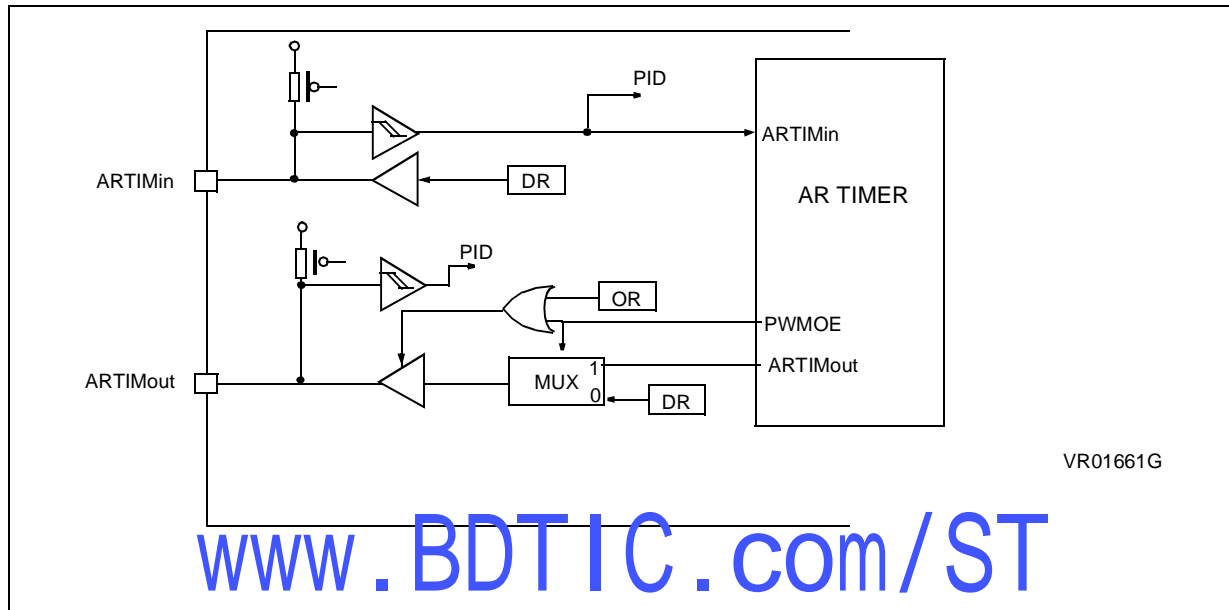 PID
ARTIMin
ARTIMin
DR
AR TIMER
PID
OR
PWMOE
ARTIMout
ARTIMout
MUX
1
0
DR
VR01661G
www.BDTIC.com/ST